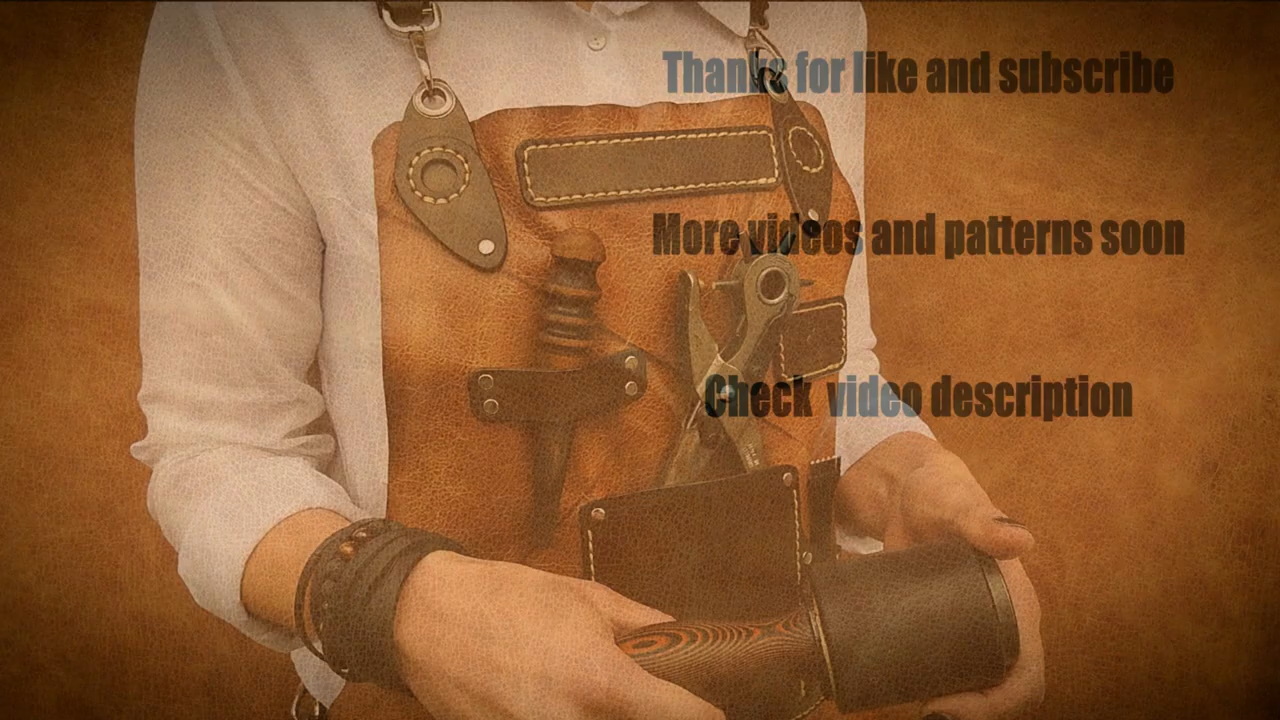 Thanks for like and subscribe
More videos and patterns soon
Check video description